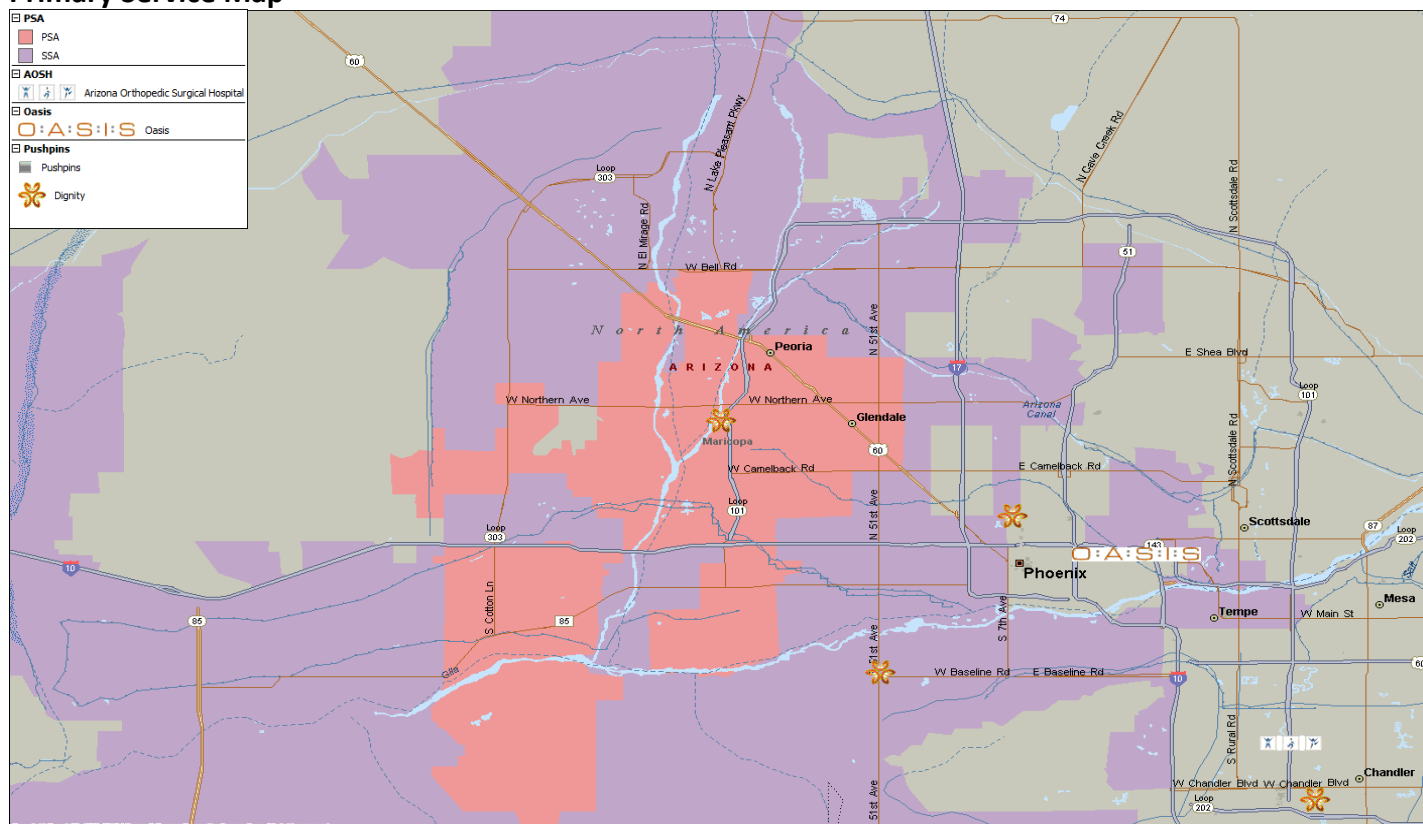 Primary Service Map
PSA
PSA
SSA
AOSH
Arizona Orthopedic Surgical Hospital
Oasis
O:A:S:I:S Oasis
Pushpins
Pushpins
Dignity
60
74
N Lake Pleasant Pkwy
Loop
303
N El Mirage Rd
N Cave Creek Rd
N Scottsdale Rd
W Bell Rd
51
North America
N 51st Ave
Peoria
ARIZONA
17
E Shea Blvd
Loop
101
W Northern Ave
W Northern Ave
Arizona
Canal
Glendale
Maricopa
60
W Camelback Rd
E Camelback Rd
N Scottsdale Rd
Loop
101
N 51st Ave
Loop
303
Scottsdale
87
Loop
202
143
O:A:S:I:S
10
Phoenix
S Cotton Ln
85
85
S 7th Ave
Tempe
W Main St
Mesa
51st Ave
Gila
W Baseline Rd
E Baseline Rd
10
60
S Rural Rd
Chandler
W Chandler Blvd
W Chandler Blvd
51st Ave
Loop
202